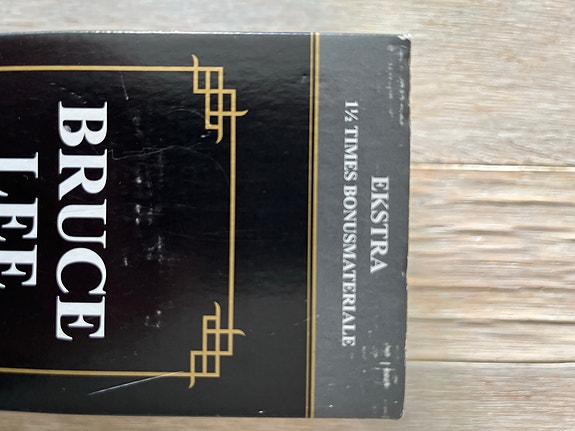 EKSTRA
1½ TIMES BONUSMATERIALE
BRUCE
LEE